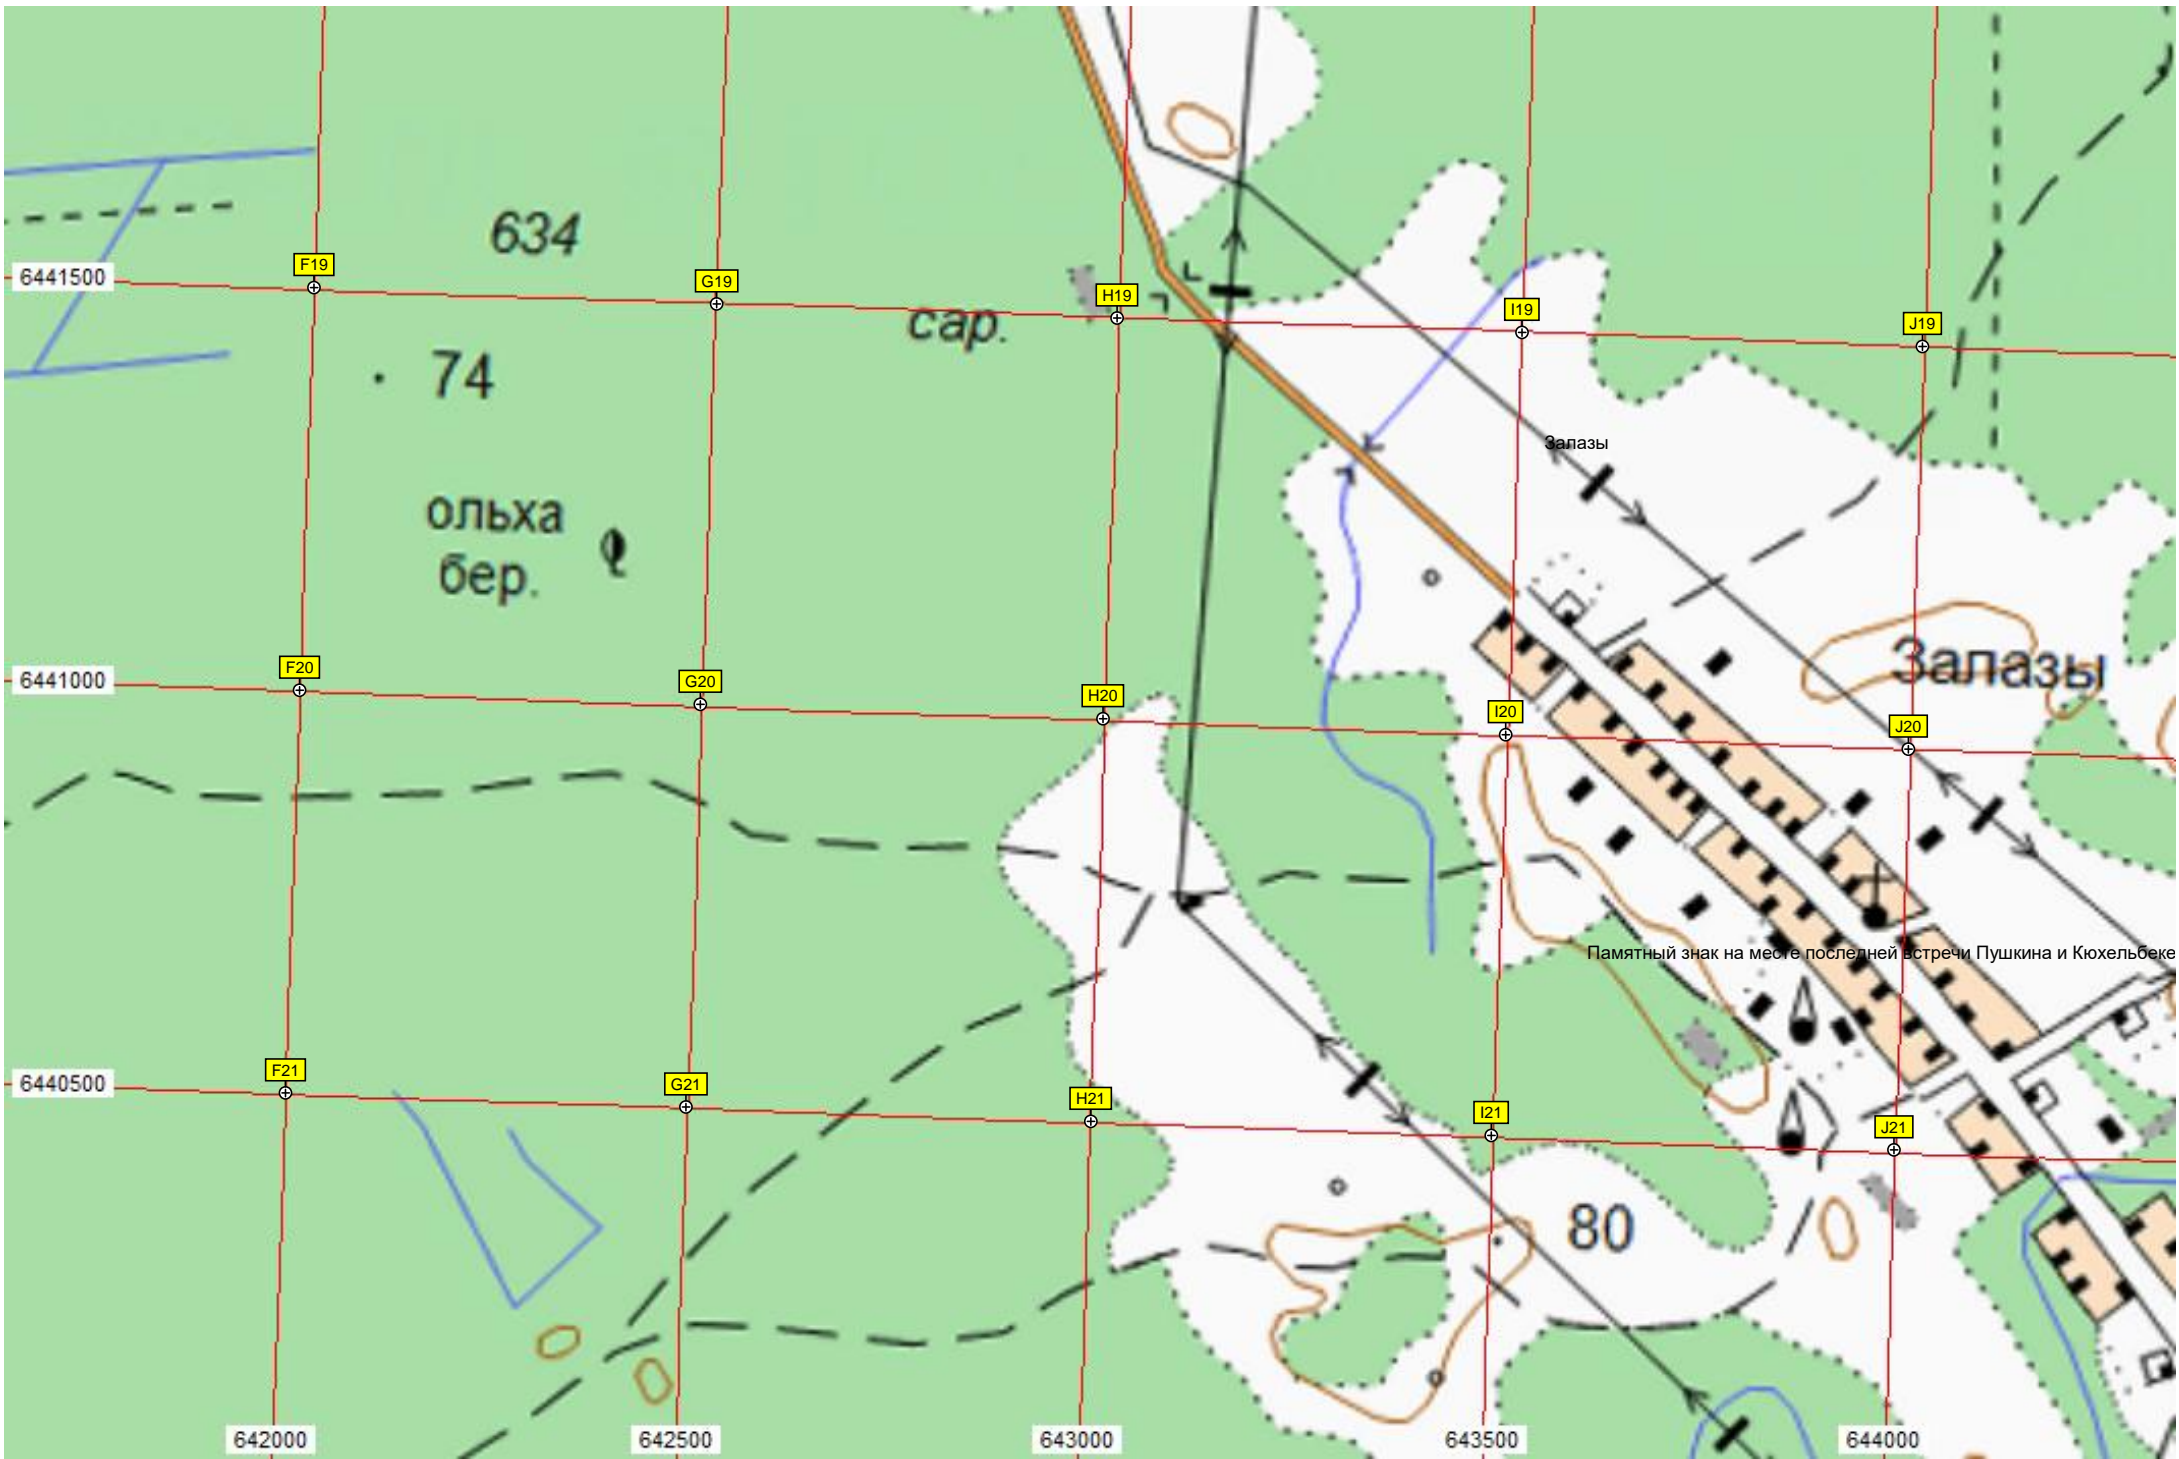 634
F19
6441500
G19
H19
I19
J19
сар.
74
Залазы
ольха
бер.
Залазы
F20
6441000
G20
H20
I20
J20
Памятный знак на месте последней встречи Пушкина и Кюхельбеке
F21
6440500
G21
H21
I21
J21
80
642000
642500
643000
643500
644000